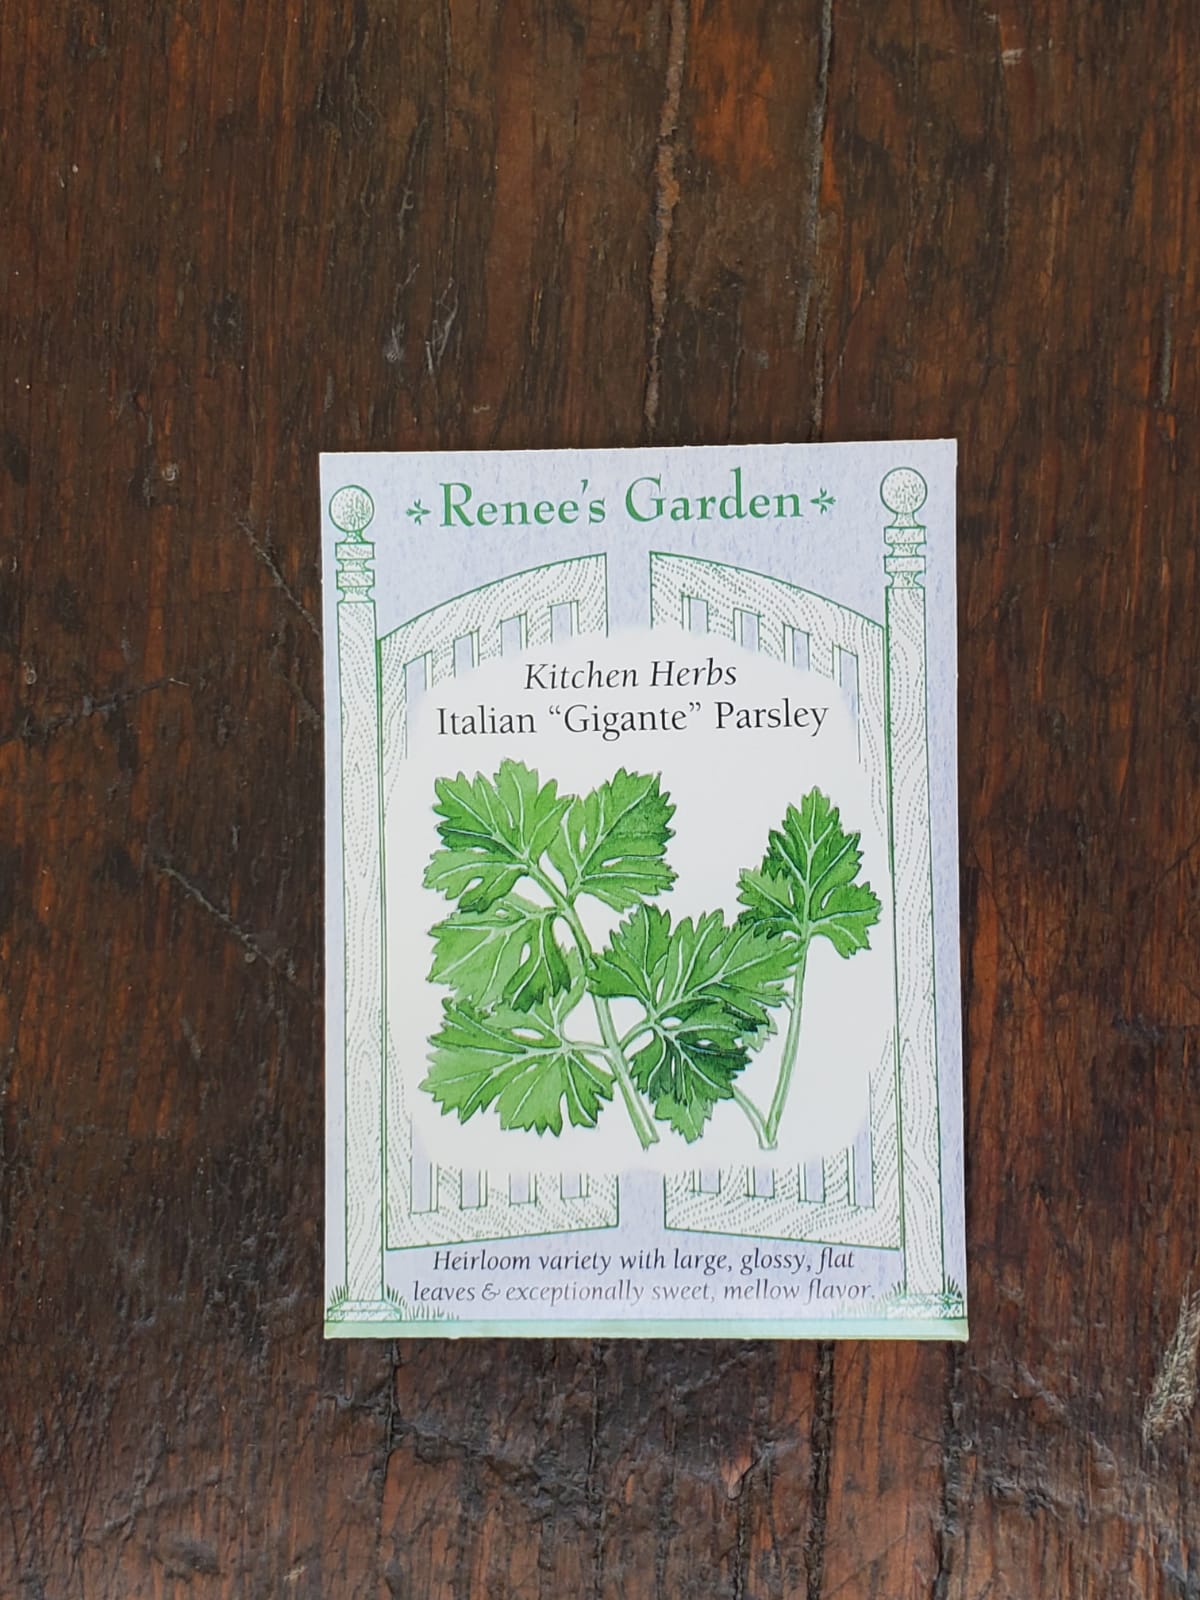 Renee's Garden
Kitchen Herbs
Italian “Gigante” Parsley
Heirloom variety with large, glossy, flat
leaves & exceptionally sweet, mellow flavor.